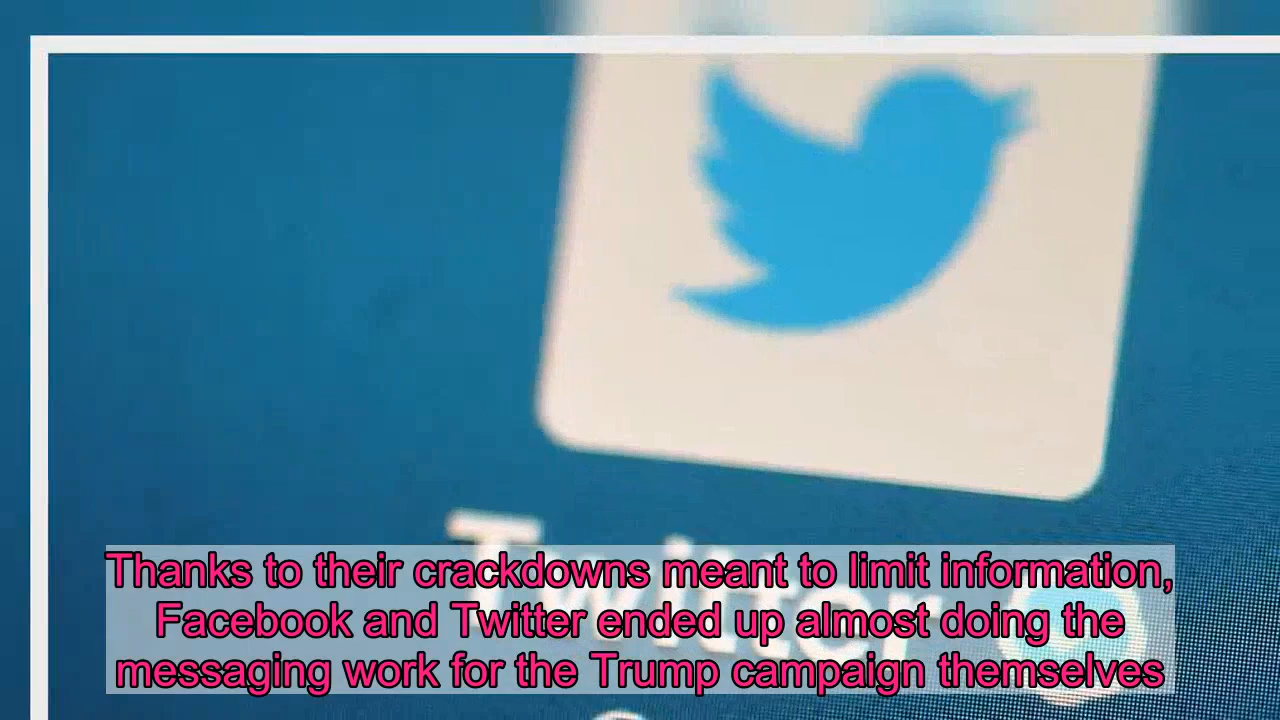 Twitter
Thanks to their crackdowns meant to limit information,
Facebook and Twitter ended up almost doing the
messaging work for the Trump campaign themselves